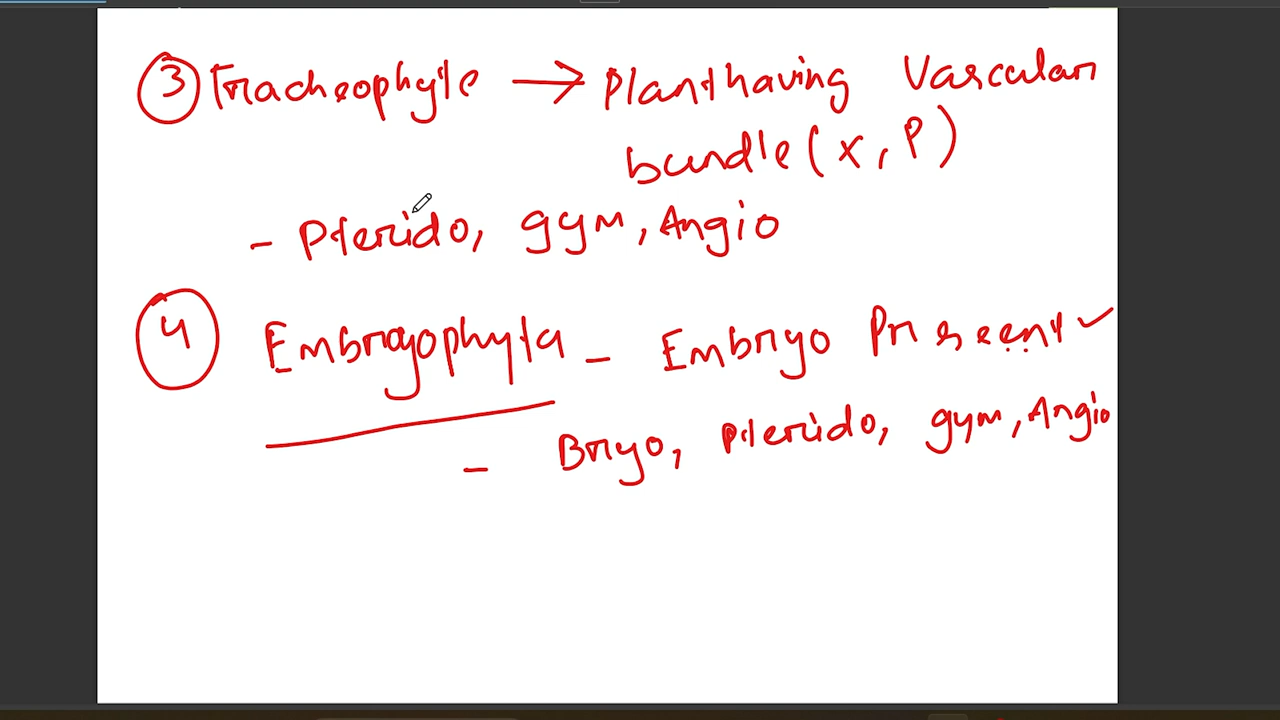 ③ Tracheophyte → Plant having Vascular
bundle (x, P)
- Pterido, gym, Angio
④ Embryophyta - Embryo Present ✓
- Bryo, Pterido, gym, Angio